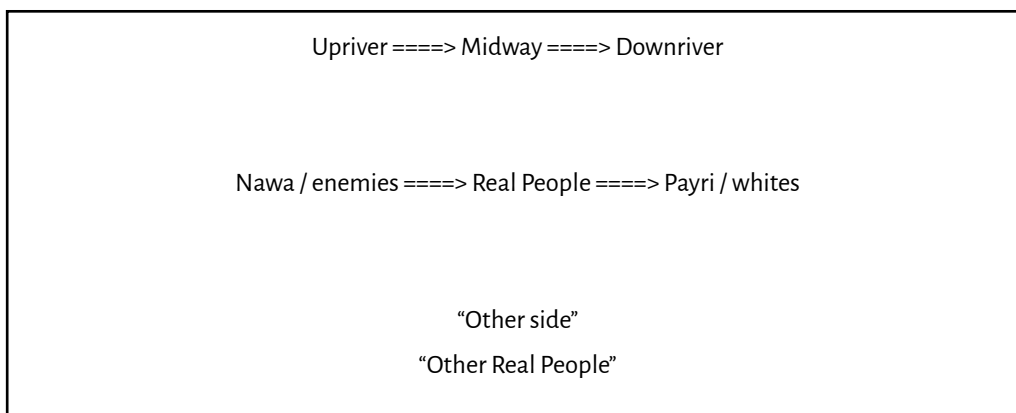 Upriver ====> Midway ====> Downriver
Nawa / enemies ====> Real People ====> Payri / whites
“Other side”
“Other Real People”